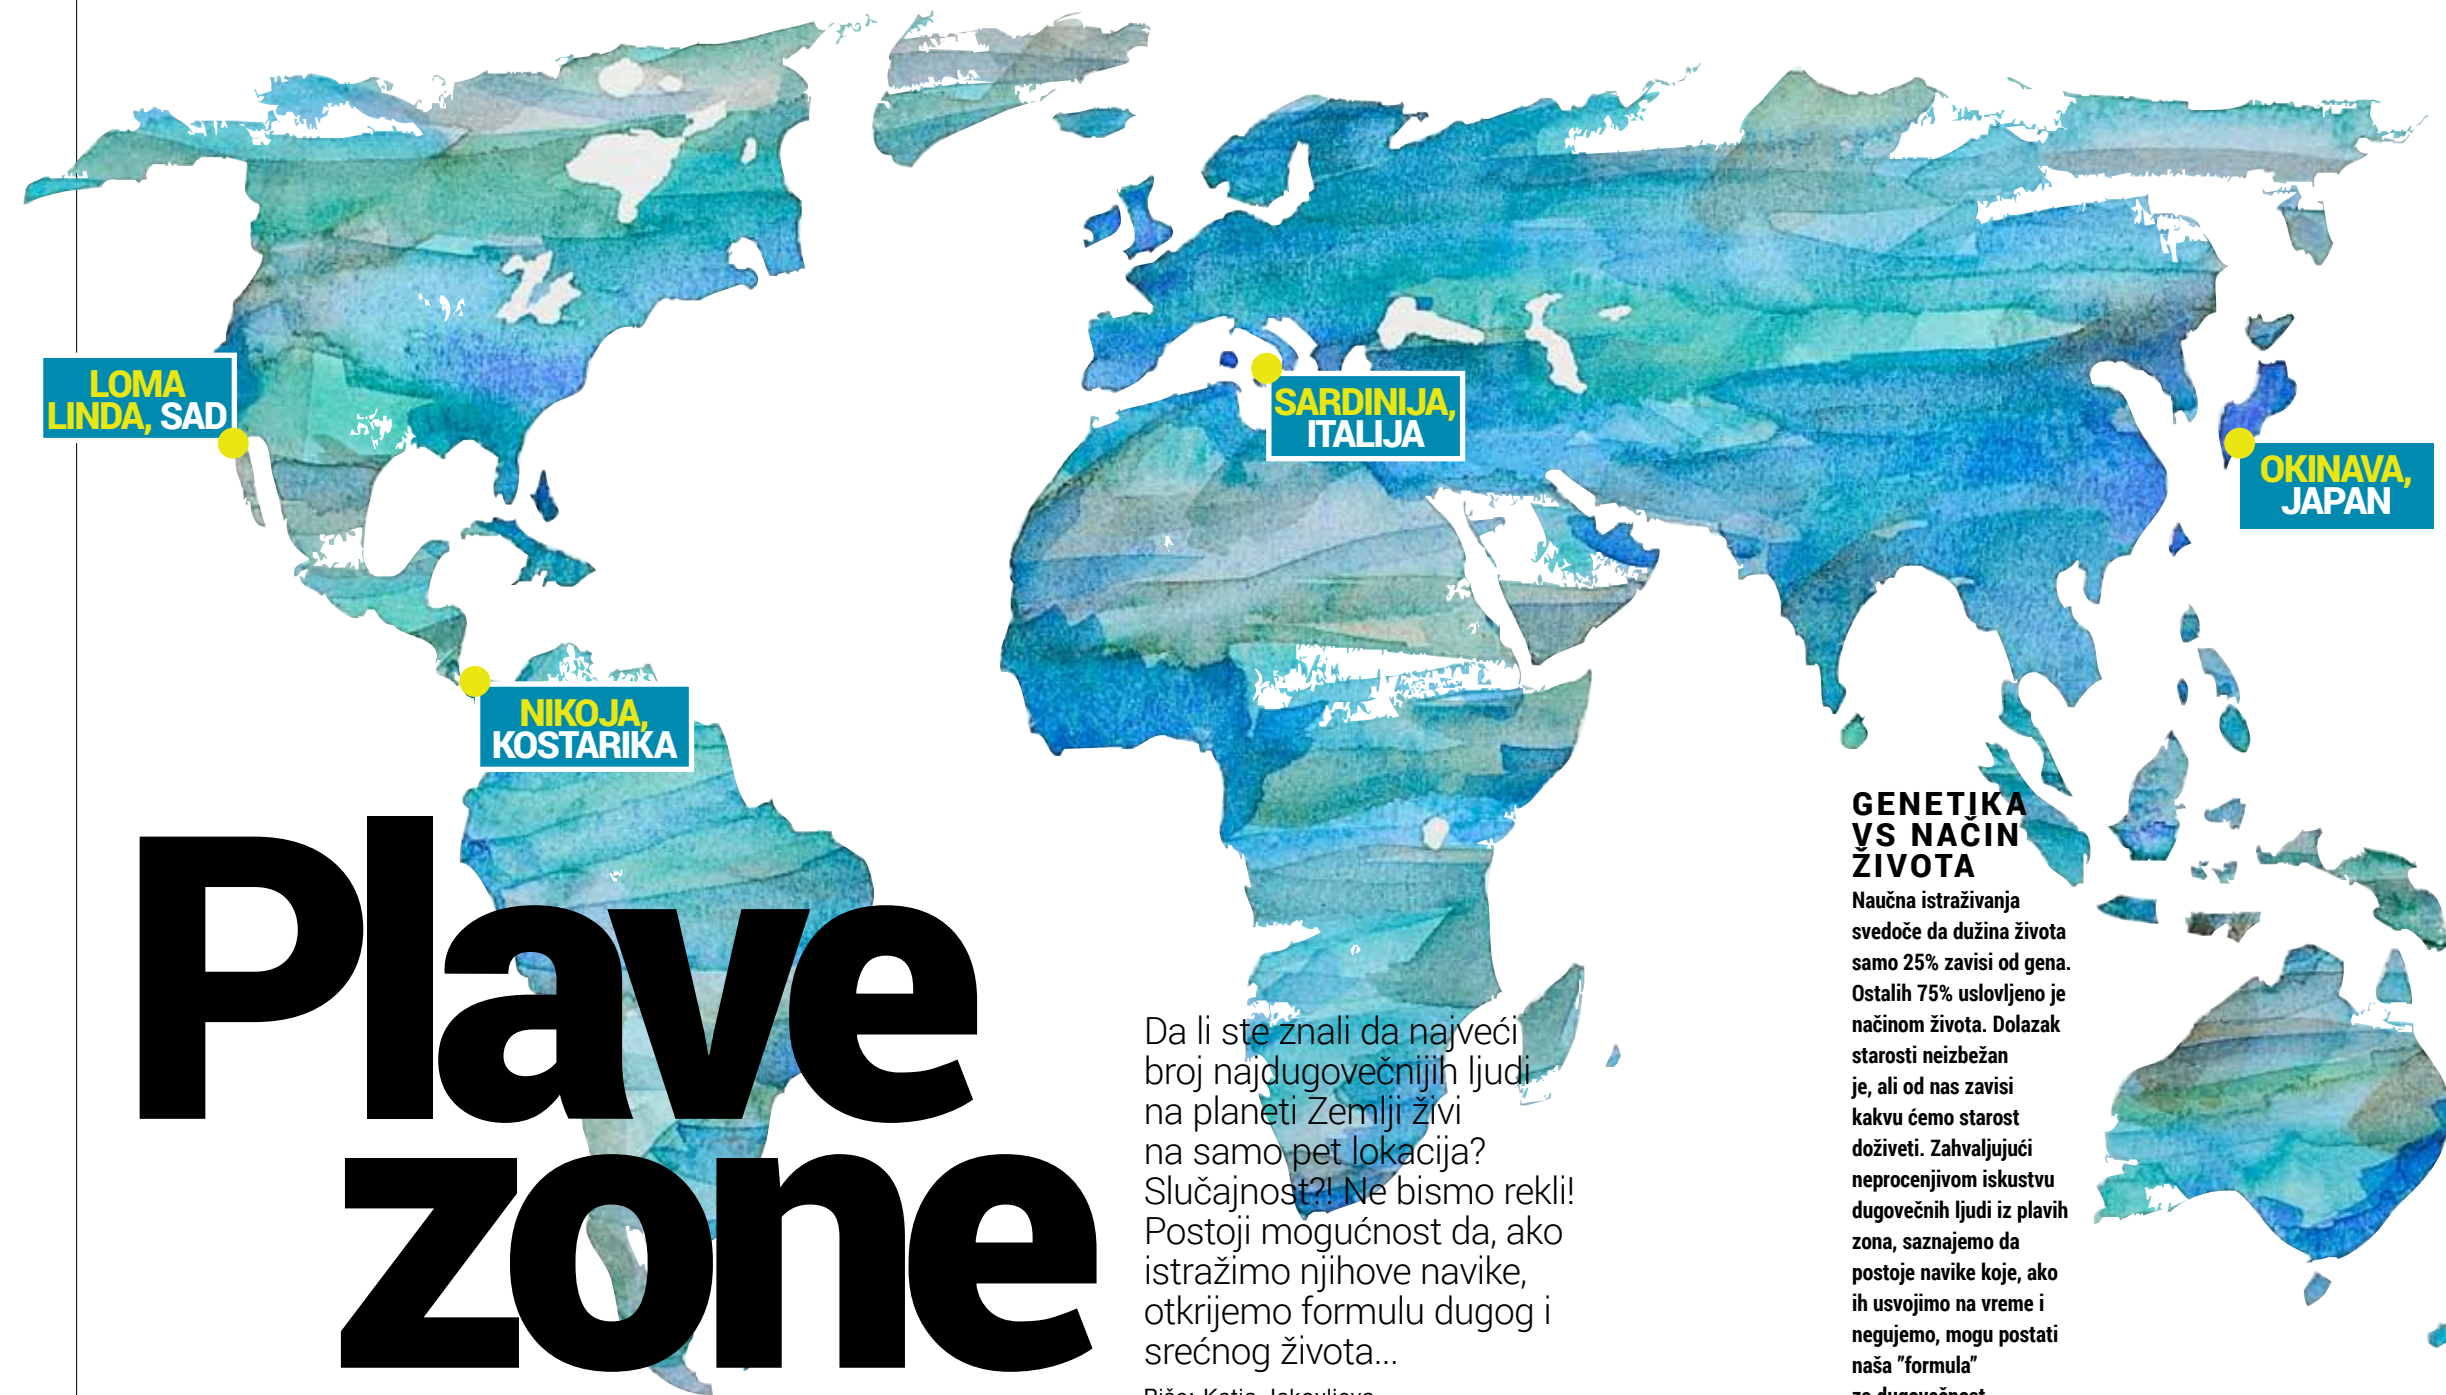 LOMA
LINDA, SAD
SARDINIJA,
ITALIJA
OKINAVA,
JAPAN
NIKOJA,
KOSTARIKA
Plave
zone
Da li ste znali da najveći
broj najdugovečnijih ljudi
na planeti Zemlji živi
na samo pet lokacija?
Slučajnost?! Ne bismo rekli!
Postoji mogućnost da, ako
istražimo njihove navike,
otkrijemo formulu dugog i
srećnog života...
Piše: Katja Jakovljeva
GENETIKA
VS NAČIN
ŽIVOTA
Naučna istraživanja
svedoče da dužina života
samo 25% zavisi od gena.
Ostalih 75% uslovljeno je
načinom života. Dolazak
starosti neizbežan
je, ali od nas zavisi
kakvu ćemo starost
doživeti. Zahvaljujući
neprocenjivom iskustvu
dugovečnih ljudi iz plavih
zona, saznajemo da
postoje navike koje, ako
ih usvojimo na vreme i
negujemo, mogu postati
naša ”formula”
za dugovečnost